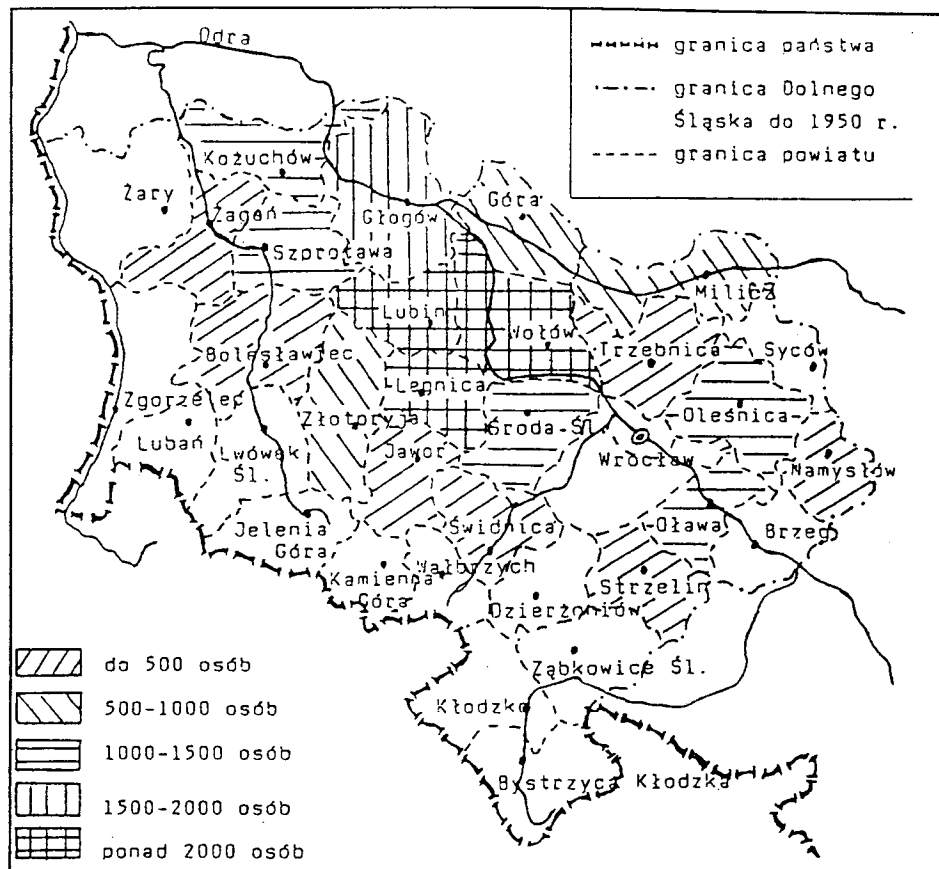 Odra
granica państwa
granica Dolnego
Śląska do 1950 r.
granica powiatu
Kożuchów
Żary
Żagań
Głogów
Góra
Szprotawa
Milicz
Lubin
Wołów
Trzebnica
Syców
Bolesławiec
Legnica
Zgorzelec
Złotoryja
Środa Śl.
Oleśnica
Lubań
Lwówek
Śl.
Jawor
Wrocław
Namysłów
Jelenia
Góra
Świdnica
Oława
Brzeg
Wałbrzych
Kamienna
Góra
Strzelin
Dzierżoniów
Ząbkowice Śl.
Kłodzko
Bystrzyca Kłodzka
do 500 osób
500-1000 osób
1000-1500 osób
1500-2000 osób
ponad 2000 osób